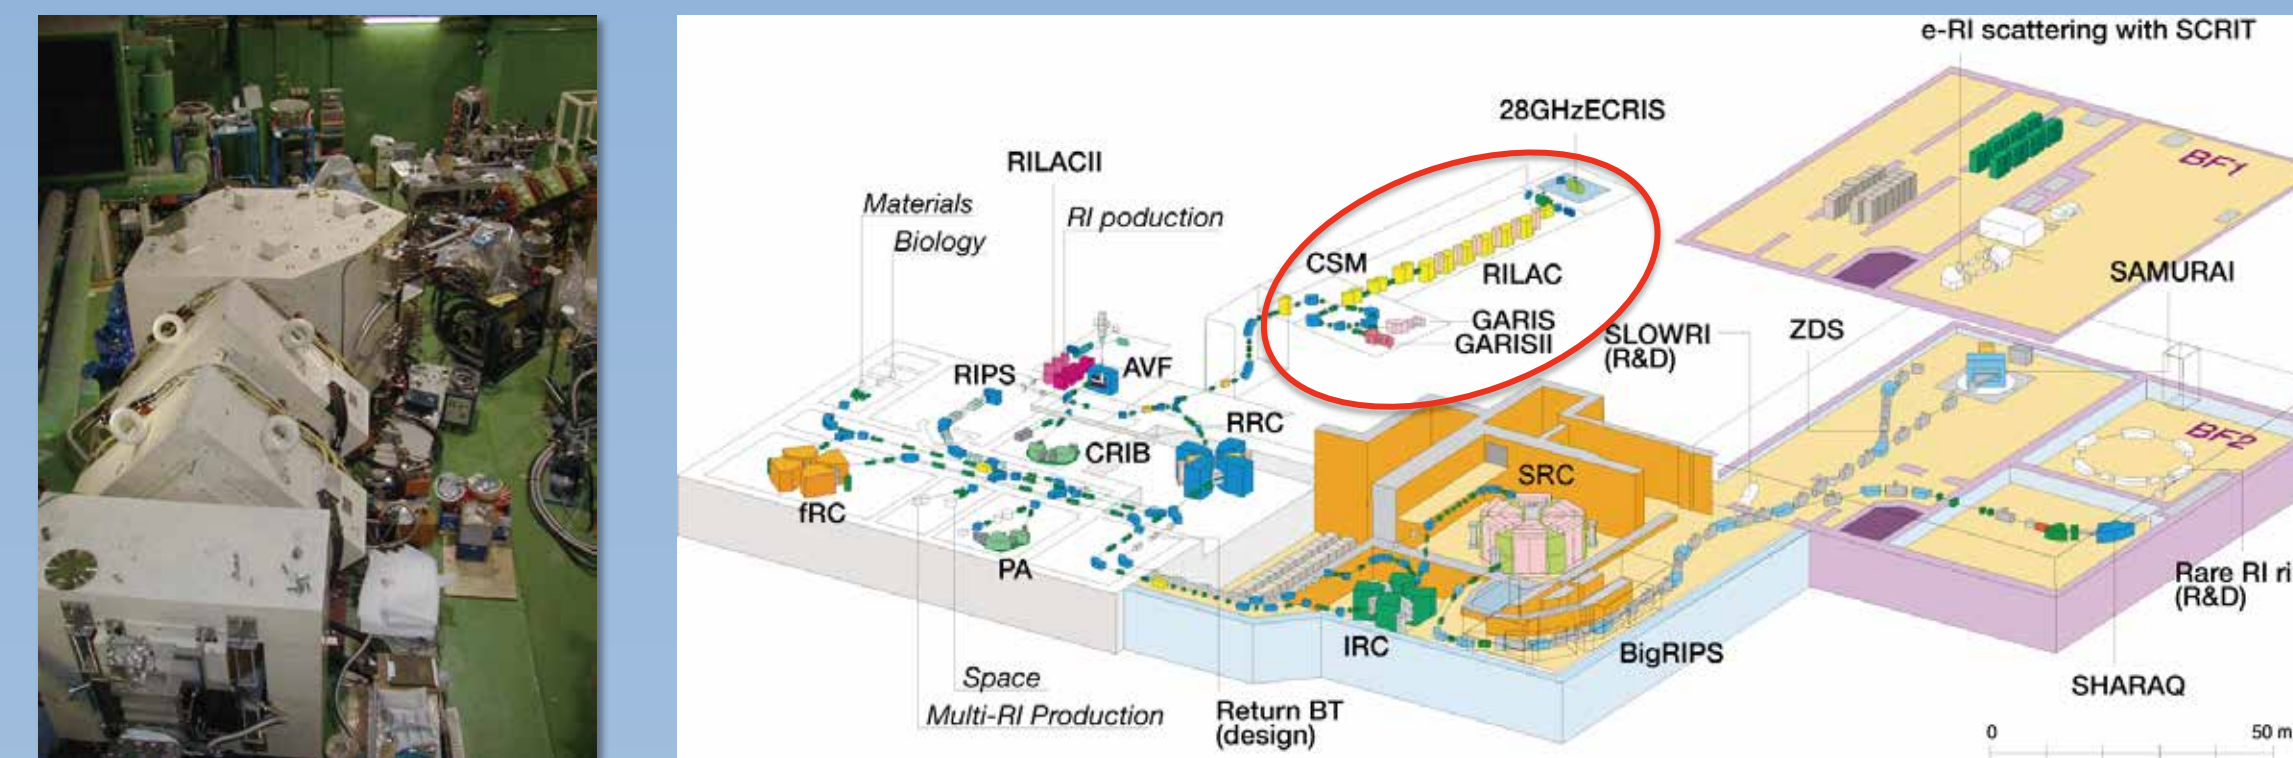 e-RI scattering with SCRIT
28GHzECRIS
RILACII
Materials
RI poduction
Biology
BF1
CSM
RILAC
SAMURAI
GARIS
GARISII
SLOWRI
(R&D)
ZDS
RIPS
AVF
RRC
CRIB
BF2
SRC
fRC
PA
Rare RI ri
(R&D)
IRC
BigRIPS
Space
SHARAQ
Multi-RI Production
Return BT
(design)
0
50 m